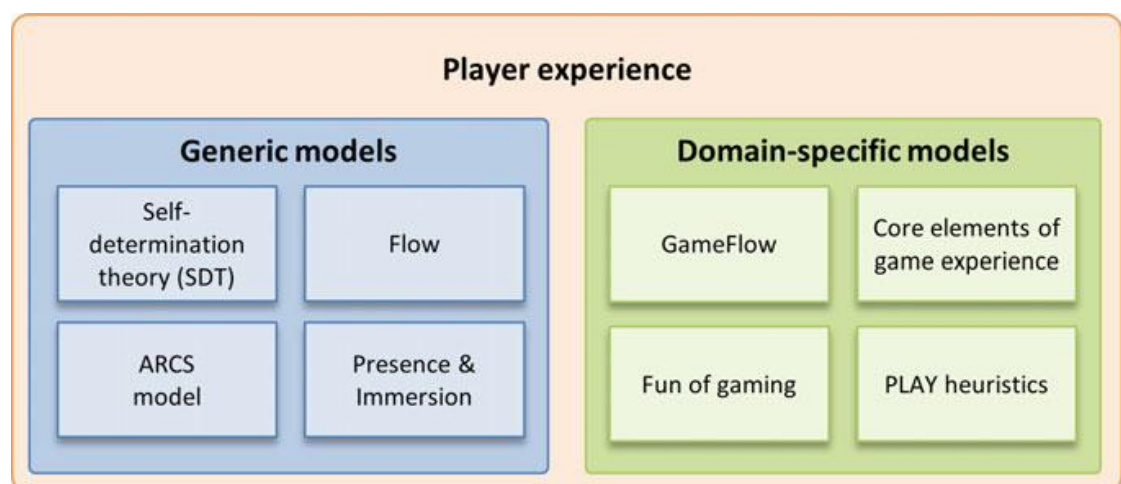 Player experience
Generic models
Self-
determination
theory (SDT)
Flow
ARCS
model
Presence &
Immersion
Domain-specific models
GameFlow
Core elements of
game experience
Fun of gaming
PLAY heuristics